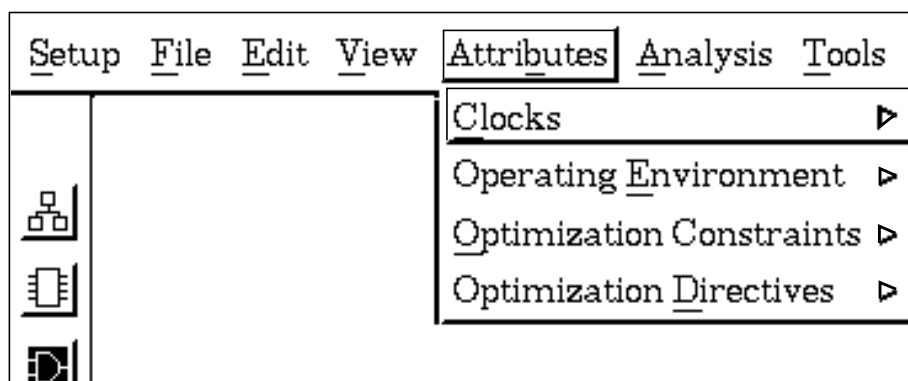 Setup File Edit View Attributes Analysis Tools
Clocks
Operating Environment
Optimization Constraints
Optimization Directives